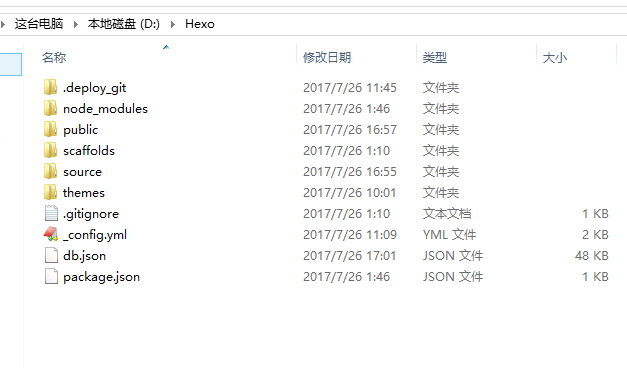 这台电脑 本地磁盘 (D:) Hexo
名称 修改日期 类型 大小
.deploy_git 2017/7/26 11:45 文件夹
node_modules 2017/7/26 1:46 文件夹
public 2017/7/26 16:57 文件夹
scaffolds 2017/7/26 1:10 文件夹
source 2017/7/26 16:55 文件夹
themes 2017/7/26 10:01 文件夹
.gitignore 2017/7/26 1:10 文本文档 1 KB
_config.yml 2017/7/26 11:09 YML 文件 2 KB
db.json 2017/7/26 17:01 JSON 文件 48 KB
package.json 2017/7/26 1:46 JSON 文件 1 KB